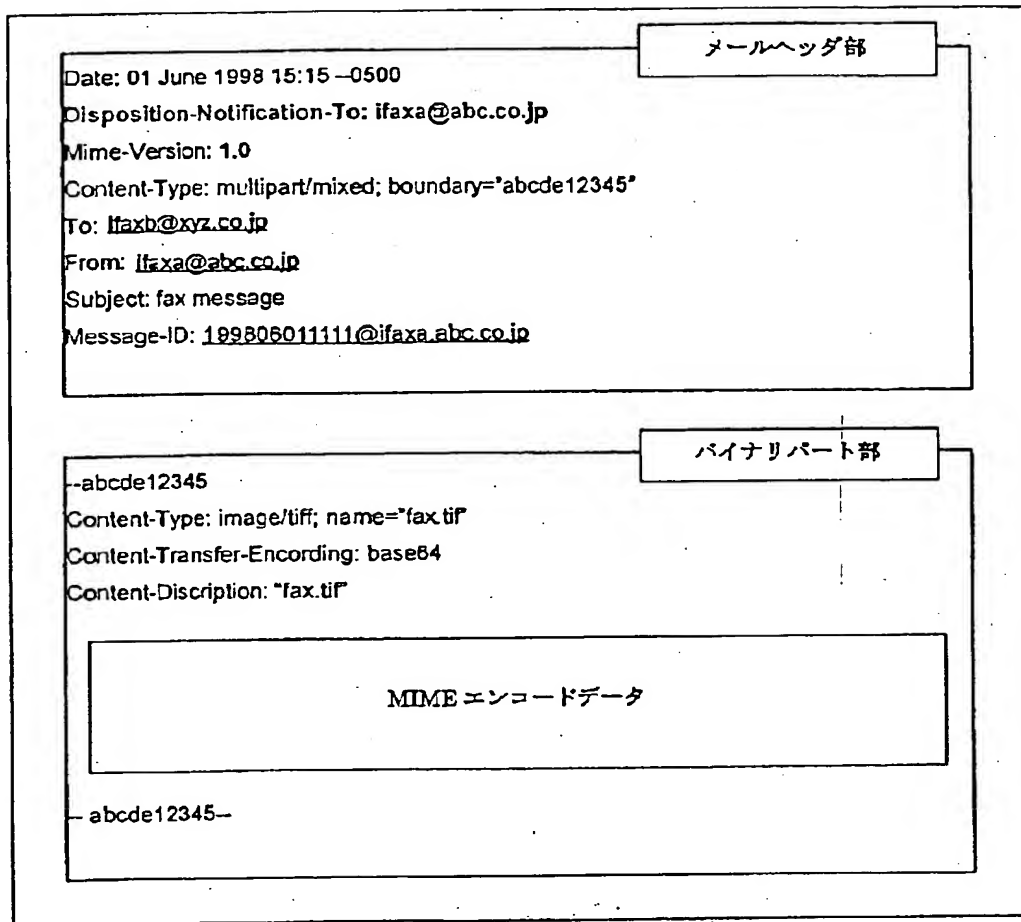 メールヘッダ部
Date: 01 June 1998 15:15 –0500
Disposition-Notification-To: ifaxa@abc.co.jp
Mime-Version: 1.0
Content-Type: multipart/mixed; boundary="abcde12345"
To: ifaxb@xyz.co.jp
From: ifaxa@abc.co.jp
Subject: fax message
Message-ID: 199806011111@ifaxa.abc.co.jp
バイナリパート部
--abcde12345
Content-Type: image/tiff; name="fax.tif"
Content-Transfer-Encording: base64
Content-Discription: "fax.tif"
MIME エンコードデータ
-- abcde12345--